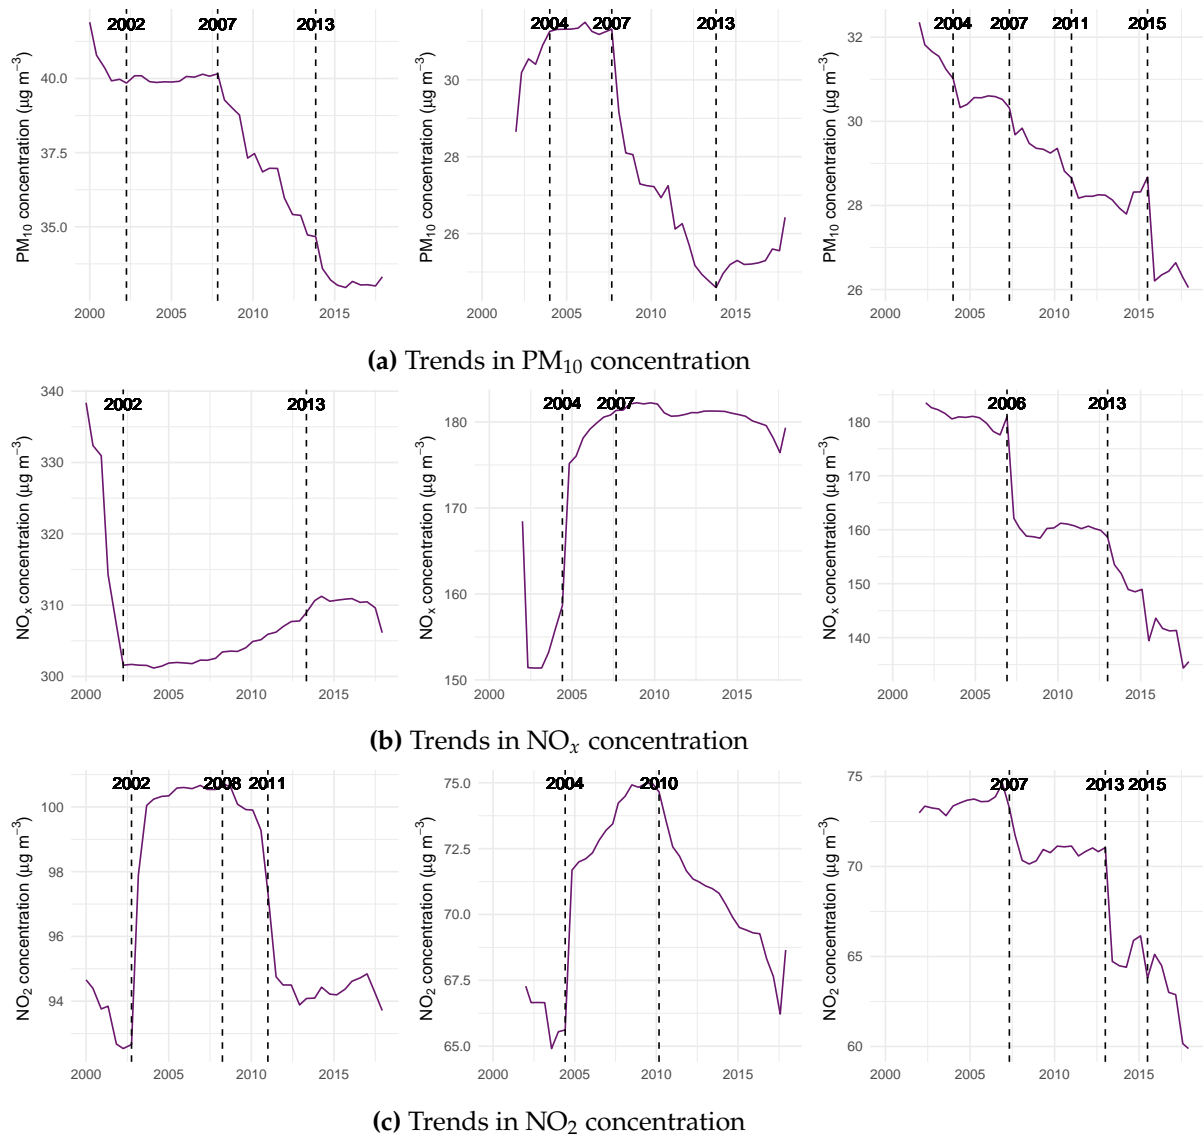 2002 2007 2013
PM₁₀ concentration (µg m⁻³)
40.0
37.5
35.0
2000 2005 2010 2015
2004 2007 2013
PM₁₀ concentration (µg m⁻³)
30
28
26
2000 2005 2010 2015
2004 2007 2011 2015
PM₁₀ concentration (µg m⁻³)
32
30
28
26
2000 2005 2010 2015
(a) Trends in PM₁₀ concentration
2002 2013
NOₓ concentration (µg m⁻³)
340
330
320
310
300
2000 2005 2010 2015
2004 2007
NOₓ concentration (µg m⁻³)
180
170
160
150
2000 2005 2010 2015
2006 2013
NOₓ concentration (µg m⁻³)
180
170
160
150
140
2000 2005 2010 2015
(b) Trends in NOₓ concentration
2002 2008 2011
NO₂ concentration (µg m⁻³)
100
98
96
94
2000 2005 2010 2015
2004 2010
NO₂ concentration (µg m⁻³)
75.0
72.5
70.0
67.5
65.0
2000 2005 2010 2015
2007 2013 2015
NO₂ concentration (µg m⁻³)
75
70
65
60
2000 2005 2010 2015
(c) Trends in NO₂ concentration